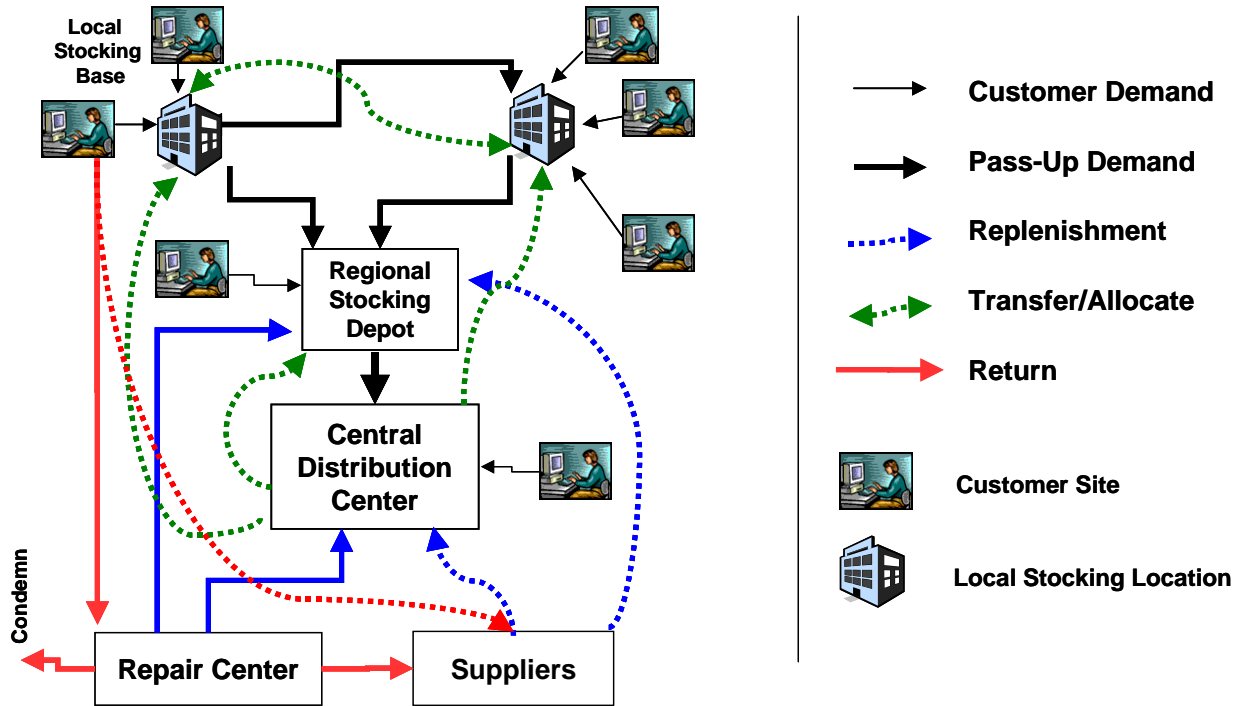 Local
Stocking
Base
Regional
Stocking
Depot
Central
Distribution
Center
Condemn
Repair Center
Suppliers
Customer Demand
Pass-Up Demand
Replenishment
Transfer/Allocate
Return
Customer Site
Local Stocking Location